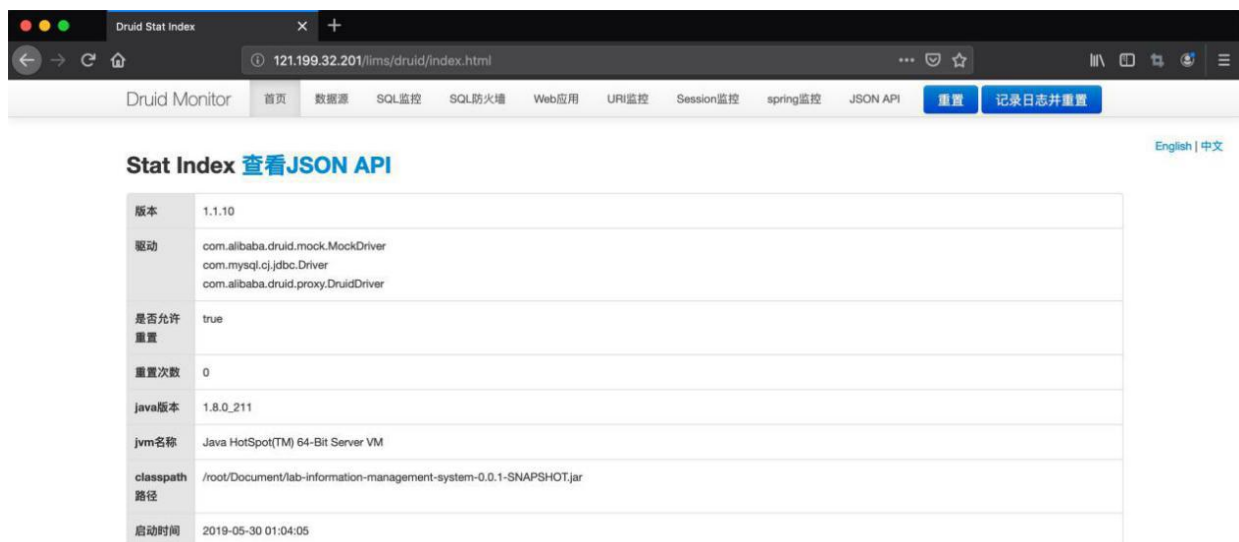 Druid Stat Index
121.199.32.201/lims/druid/index.html
Druid Monitor 首页 数据源 SQL监控 SQL防火墙 Web应用 URI监控 Session监控 spring监控 JSON API 重置 记录日志并重置
English | 中文
Stat Index 查看JSON API
版本 1.1.10
驱动 com.alibaba.druid.mock.MockDriver
com.mysql.cj.jdbc.Driver
com.alibaba.druid.proxy.DruidDriver
是否允许 true
重置
重置次数 0
java版本 1.8.0_211
jvm名称 Java HotSpot(TM) 64-Bit Server VM
classpath /root/Document/lab-information-management-system-0.0.1-SNAPSHOT.jar
路径
启动时间 2019-05-30 01:04:05